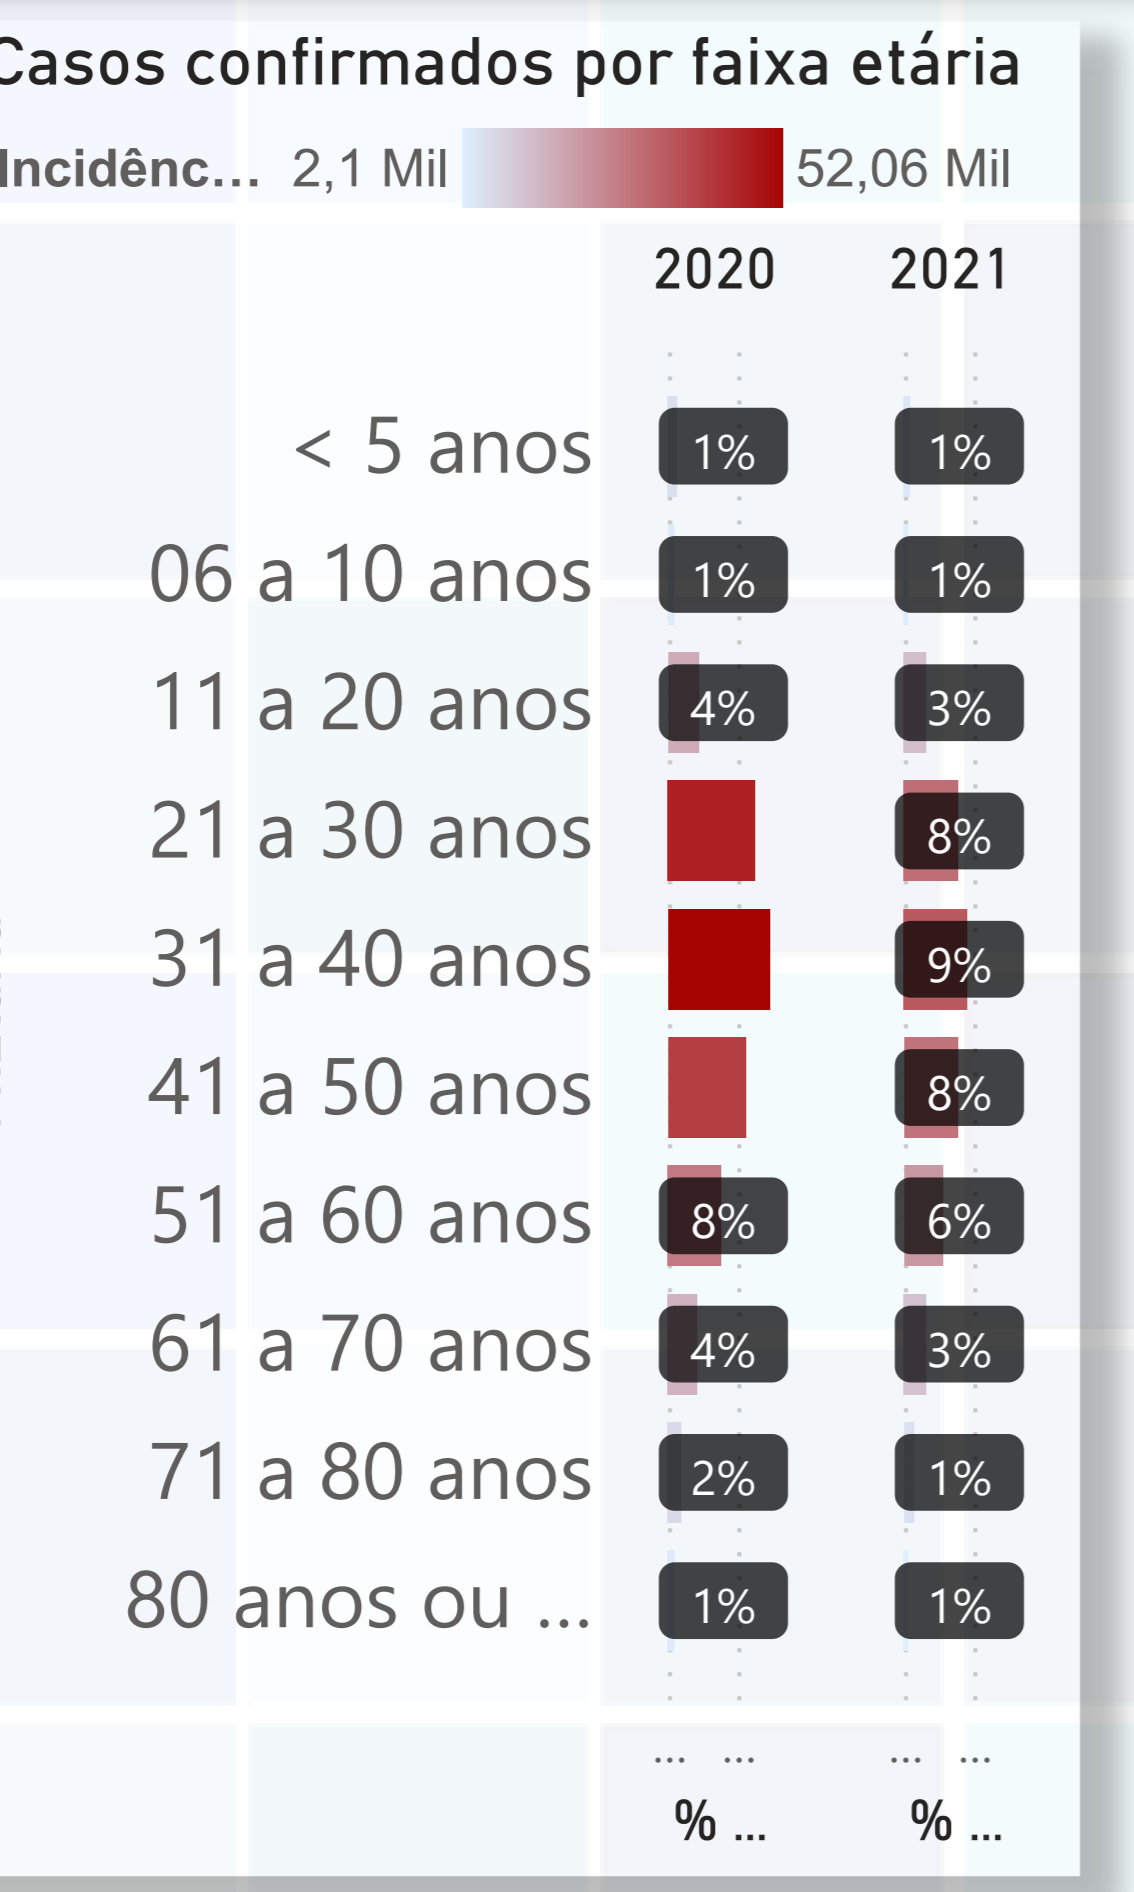 Casos confirmados por faixa etária
Incidênc... 2,1 Mil 52,06 Mil
2020 2021
< 5 anos 1% 1%
06 a 10 anos 1% 1%
11 a 20 anos 4% 3%
21 a 30 anos 8%
31 a 40 anos 9%
41 a 50 anos 8%
51 a 60 anos 8% 6%
61 a 70 anos 4% 3%
71 a 80 anos 2% 1%
80 anos ou ... 1% 1%
... ... ... ...
% ... % ...